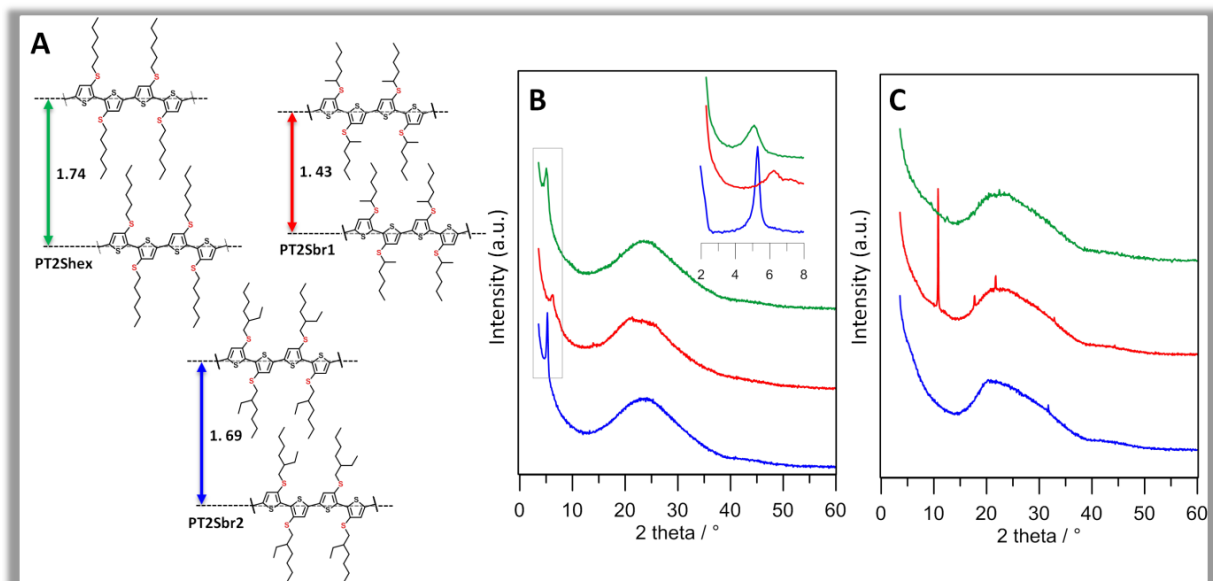 A
1.74
PT2Shex
1. 43
PT2Sbr1
1. 69
PT2Sbr2
B
Intensity (a.u.)
2 4 6 8
0 10 20 30 40 50 60
2 theta / °
C
Intensity (a.u.)
0 10 20 30 40 50 60
2 theta / °